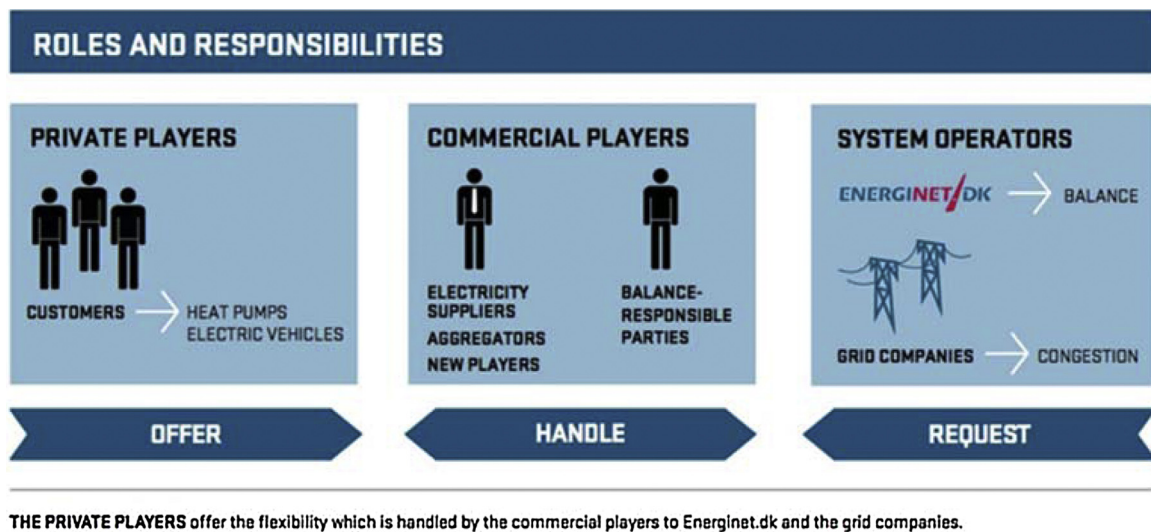 ROLES AND RESPONSIBILITIES
PRIVATE PLAYERS
CUSTOMERS
HEAT PUMPS
ELECTRIC VEHICLES
OFFER
COMMERCIAL PLAYERS
ELECTRICITY
SUPPLIERS
AGGREGATORS
NEW PLAYERS
BALANCE-
RESPONSIBLE
PARTIES
HANDLE
SYSTEM OPERATORS
ENERGINET/DK
BALANCE
GRID COMPANIES
CONGESTION
REQUEST
THE PRIVATE PLAYERS offer the flexibility which is handled by the commercial players to Energinet.dk and the grid companies.